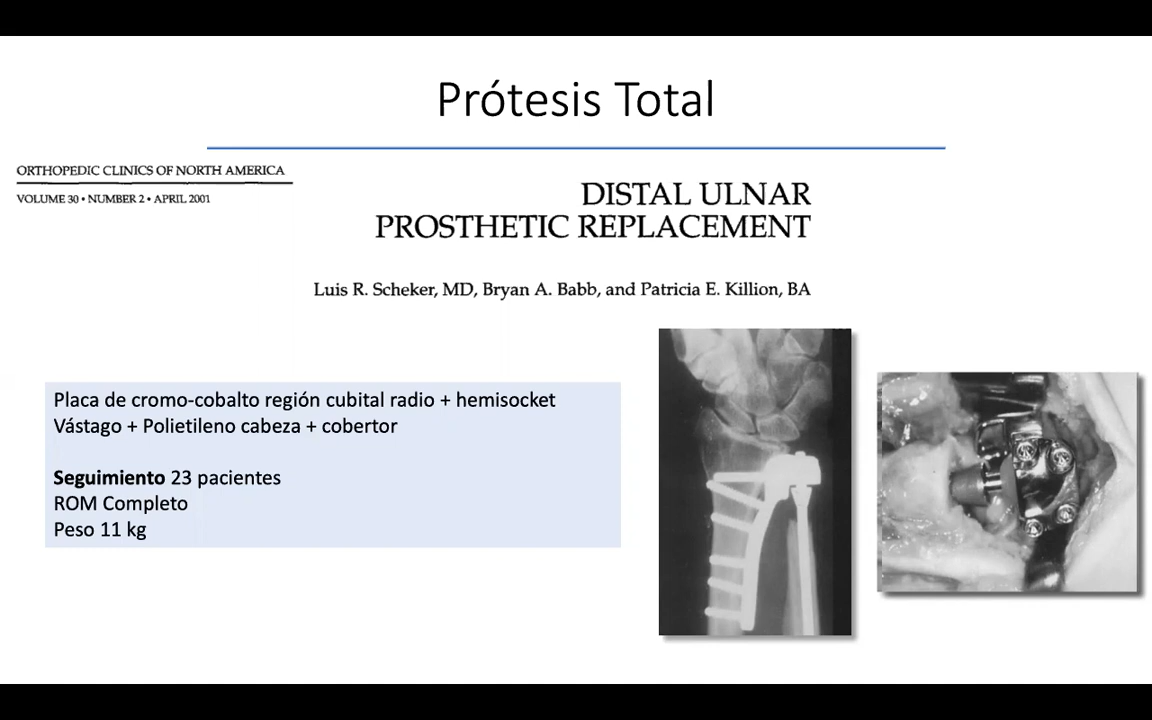 Prótesis Total
ORTHOPEDIC CLINICS OF NORTH AMERICA
VOLUME 30 • NUMBER 2 • APRIL 2001
DISTAL ULNAR
PROSTHETIC REPLACEMENT
Luis R. Scheker, MD, Bryan A. Babb, and Patricia E. Killion, BA
Placa de cromo-cobalto región cubital radio + hemisocket
Vástago + Polietileno cabeza + cobertor
Seguimiento 23 pacientes
ROM Completo
Peso 11 kg